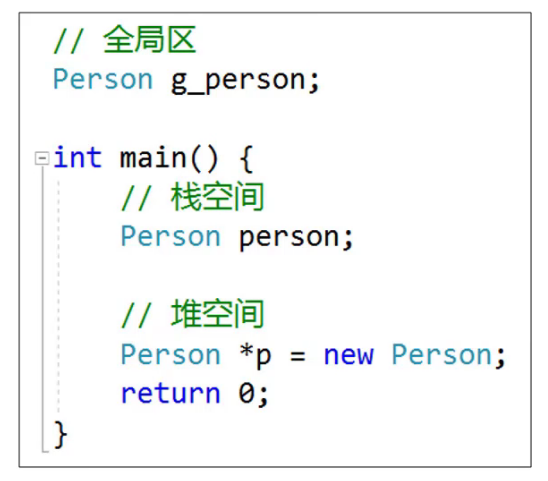 // 全局区
Person g_person;
int main() {
// 栈空间
Person person;
// 堆空间
Person *p = new Person;
return 0;
}